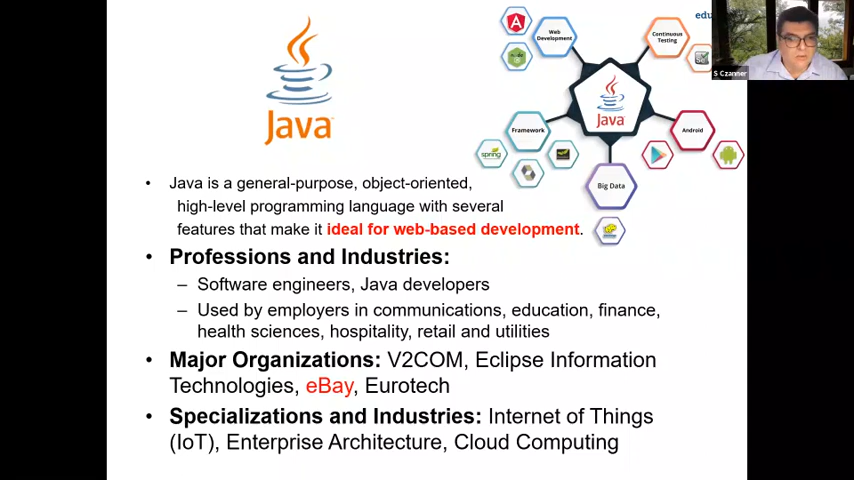 edu
Web
Development
Continuous
Testing
node
Se
S Czanner
Java
Java
Framework
Android
spring
Big Data
• Java is a general-purpose, object-oriented,
high-level programming language with several
features that make it ideal for web-based development.
• Professions and Industries:
– Software engineers, Java developers
– Used by employers in communications, education, finance,
health sciences, hospitality, retail and utilities
• Major Organizations: V2COM, Eclipse Information
Technologies, eBay, Eurotech
• Specializations and Industries: Internet of Things
(IoT), Enterprise Architecture, Cloud Computing